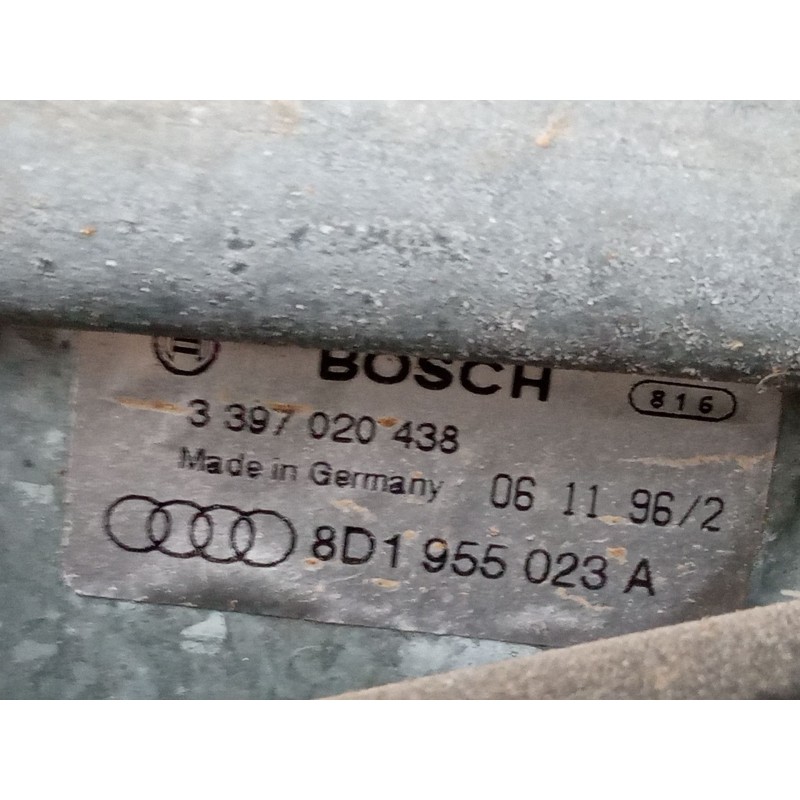 BOSCH
816
3 397 020 438
Made in Germany
06 11 96/2
8D1 955 023 A